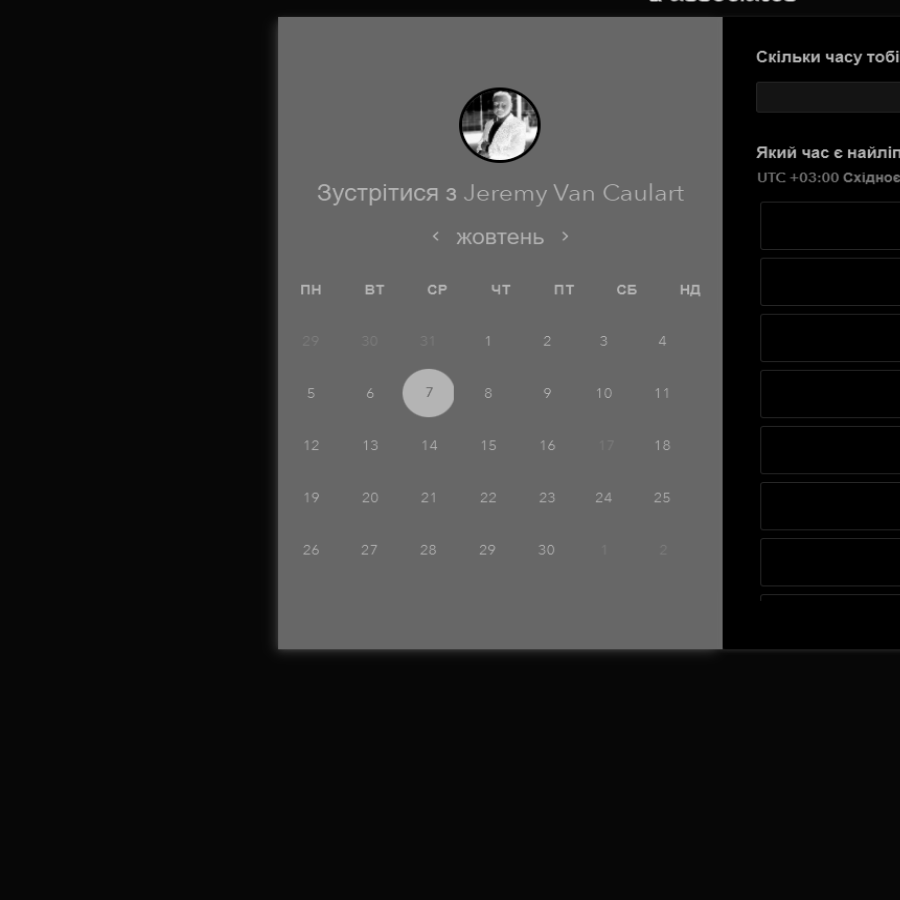 Зустрітися з Jeremy Van Caulart
жовтень
ПН ВТ СР ЧТ ПТ СБ НД
29 30 31 1 2 3 4
5 6 7 8 9 10 11
12 13 14 15 16 17 18
19 20 21 22 23 24 25
26 27 28 29 30 1 2
Скільки часу тобі
Який час є найліп
UTC +03:00 Східноє